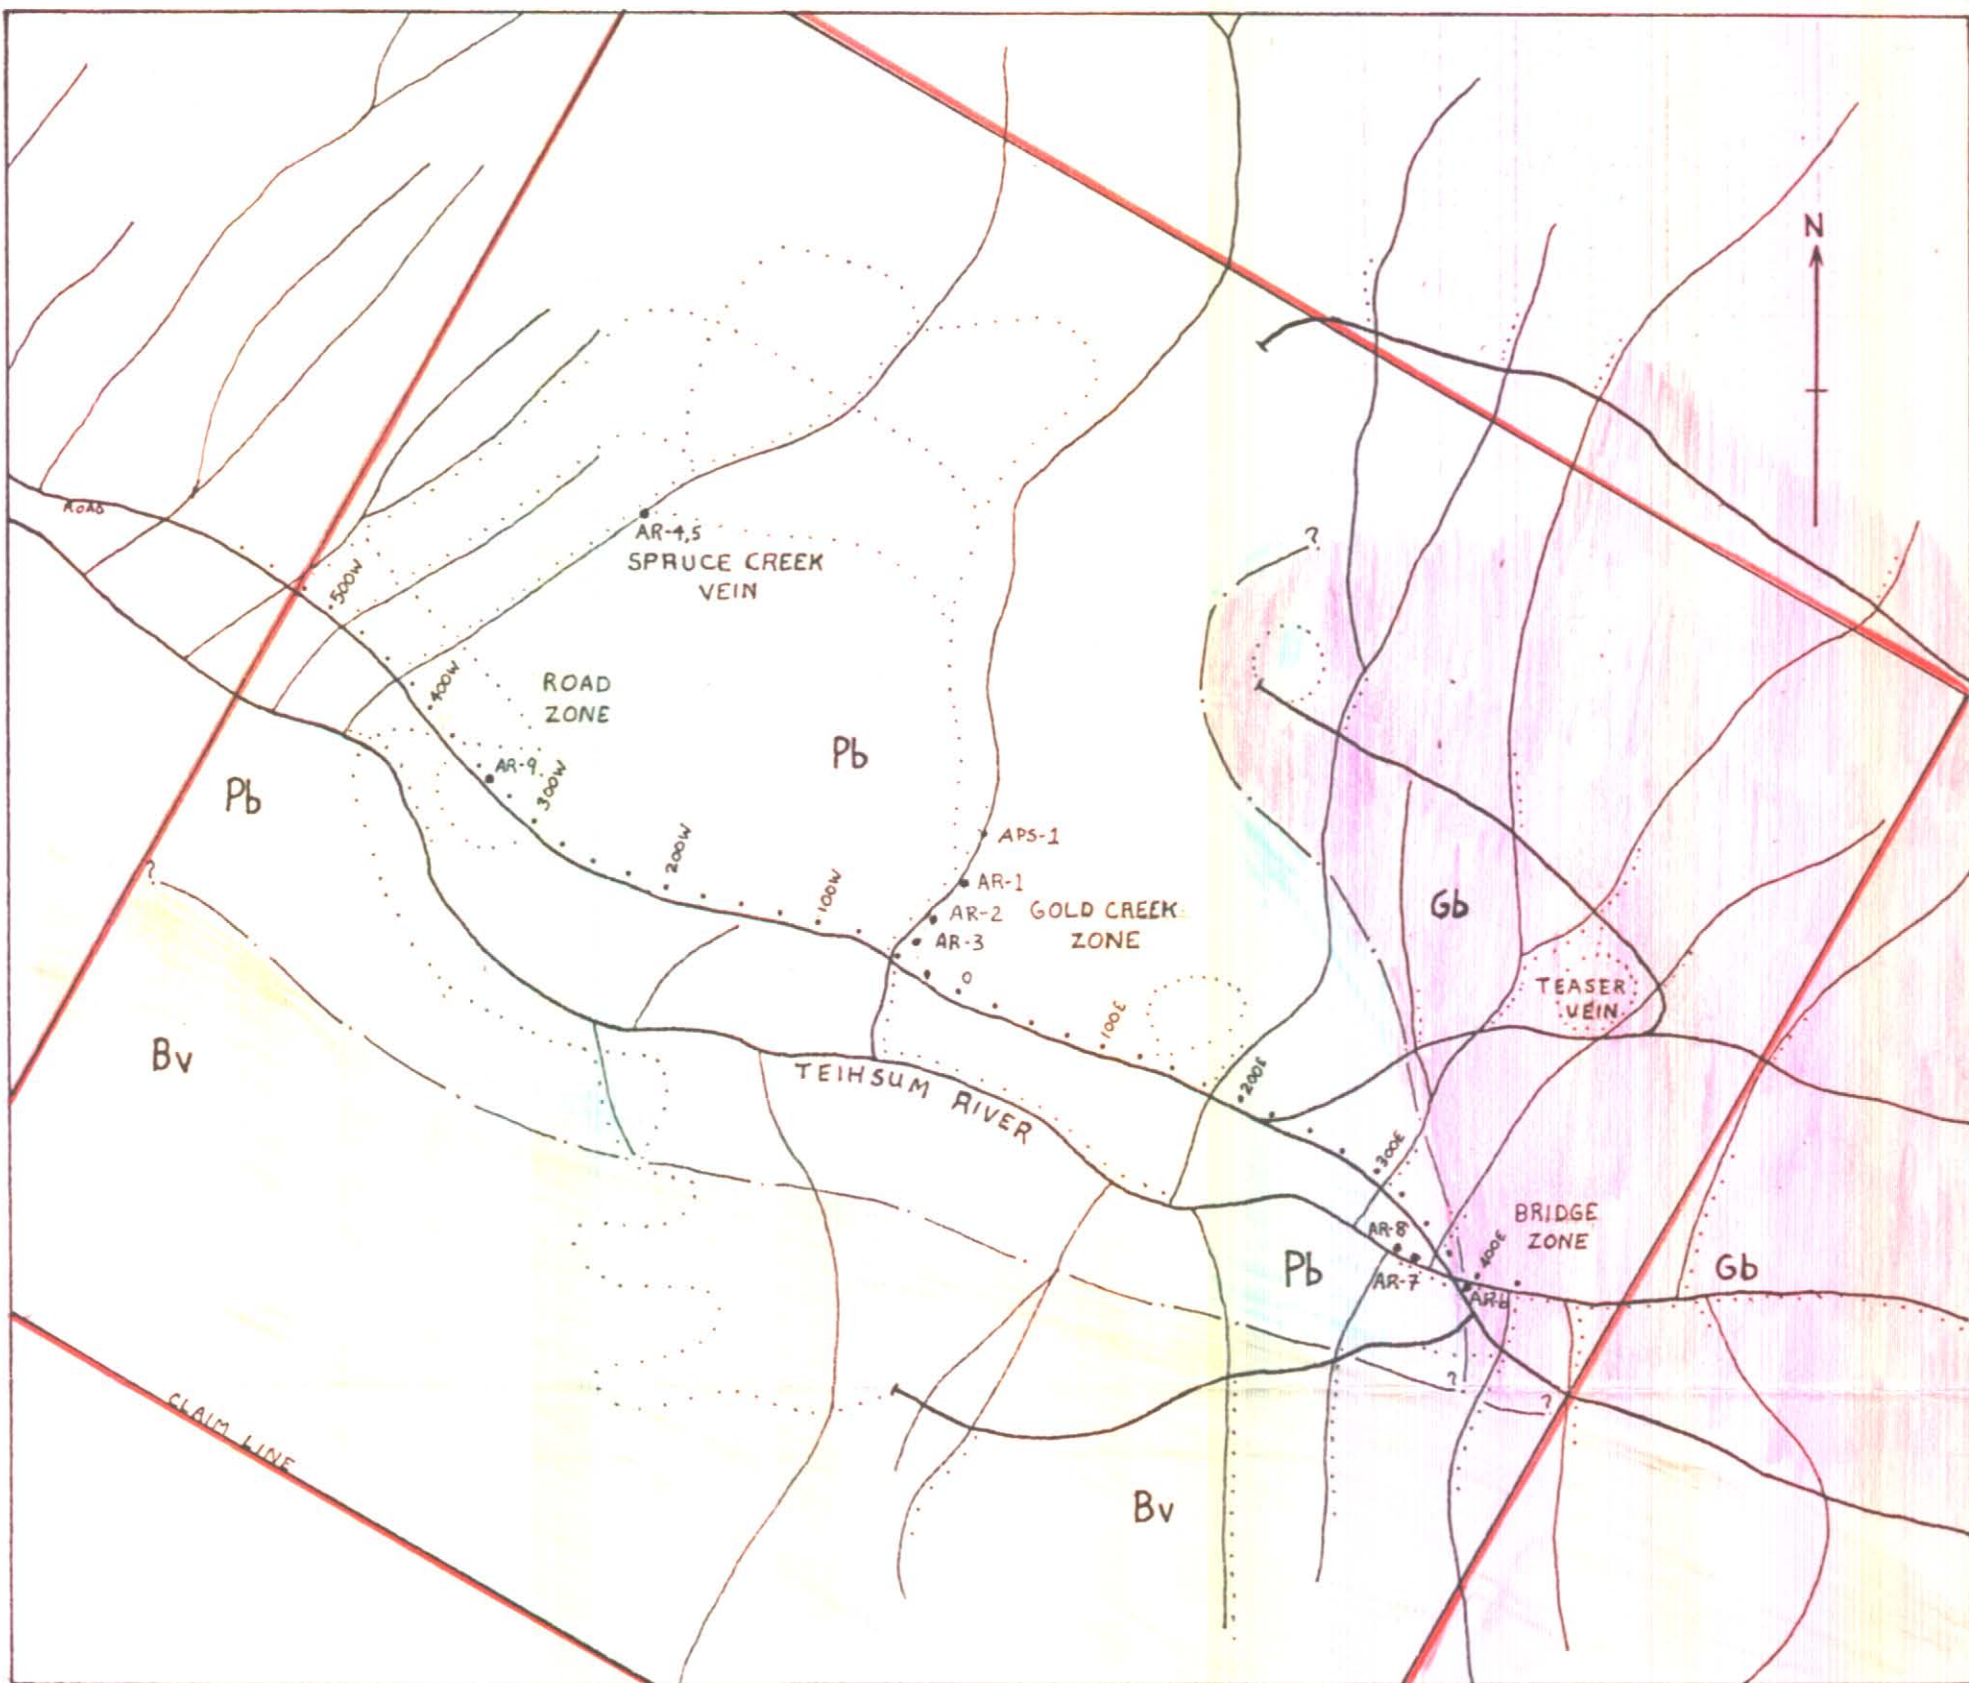 N
?
ROAD
AR-4,5
SPRUCE CREEK
VEIN
500W
400W
ROAD
ZONE
Pb
Pb
AR-9
300W
APS-1
200W
?
AR-1
100W
Gb
AR-2
GOLD CREEK
ZONE
AR-3
O
TEASER
VEIN
100E
Bv
TEIHSUM RIVER
200E
300E
BRIDGE
ZONE
AR-8
400E
Pb
AR-7
Gb
AR6
?
?
CLAIM LINE
Bv